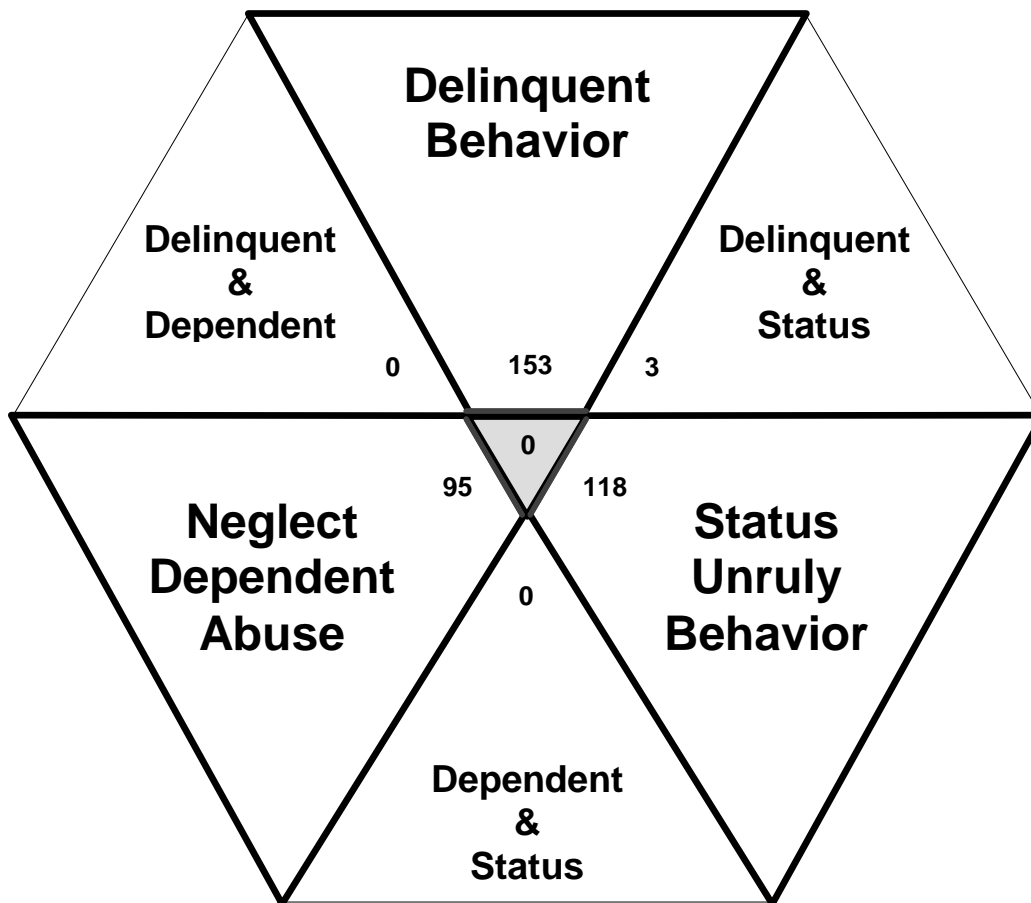 Delinquent
Behavior
Delinquent
&
Dependent
Delinquent
&
Status
0
153
3
0
95
118
Neglect
Dependent
Abuse
Status
Unruly
Behavior
0
Dependent
&
Status